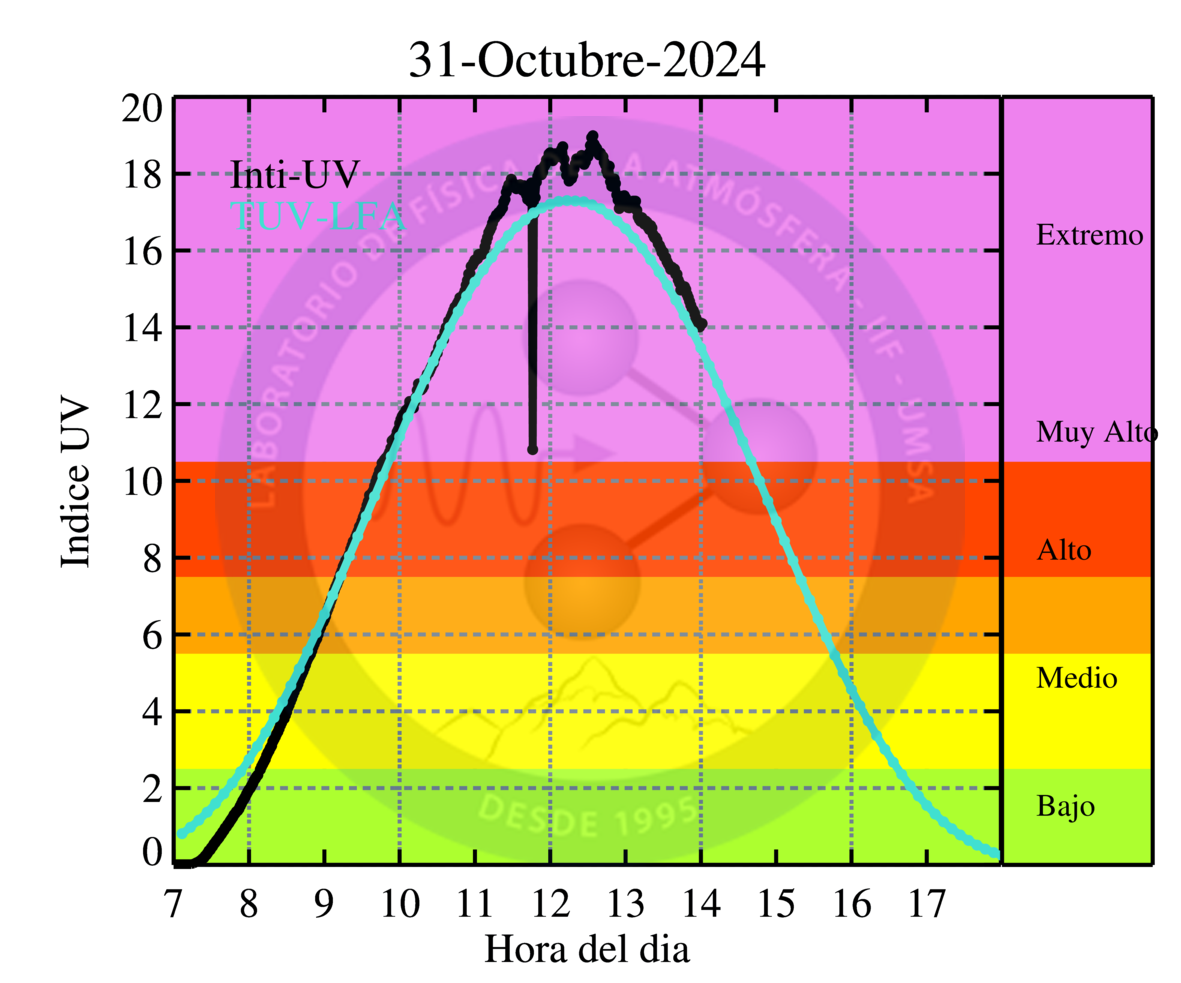 31-Octubre-2024
20
18
16
14
12
10
8
6
4
2
0
Indice UV
Inti-UV
TUV-LFA
LABORATORIO DE FÍSICA DE LA ATMÓSFERA - IIF - UMSA
DESDE 1995
Extremo
Muy Alto
Alto
Medio
Bajo
7 8 9 10 11 12 13 14 15 16 17
Hora del dia